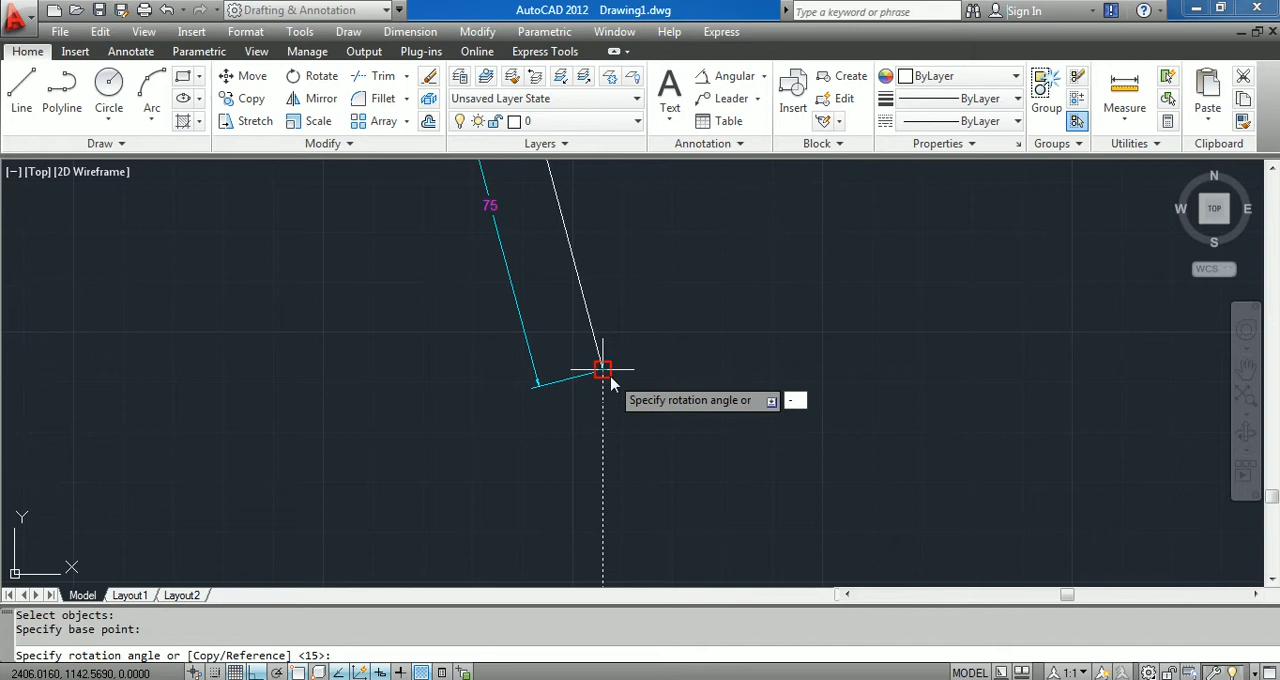 Drafting & Annotation
AutoCAD 2012 Drawing1.dwg
Type a keyword or phrase
Sign In
File Edit View Insert Format Tools Draw Dimension Modify Parametric Window Help Express
Home Insert Annotation Parametric View Manage Output Plug-ins Online Express Tools
Line Polyline Circle Arc
Draw
Move Rotate Trim
Copy Mirror Fillet
Stretch Scale Array
Modify
Unsaved Layer State
0
Layers
Text
Angular
Leader
Table
Annotation
Insert
Create
Edit
Block
ByLayer
ByLayer
ByLayer
Properties
Group
Groups
Measure
Utilities
Paste
Clipboard
[−] [Top] [2D Wireframe]
N
W TOP E
S
WCS
75
Specify rotation angle or -
Y
X
Model Layout1 Layout2
Select objects:
Specify base point:
Specify rotation angle or [Copy/Reference] <15>:
2406.0160, 1142.5690, 0.0000
MODEL
1:1